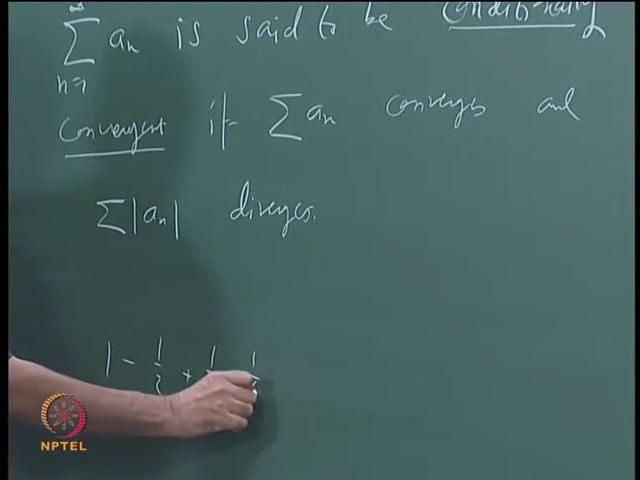 ∞
∑ aₙ is said to be Conditionally
n=1
Convergent if ∑ aₙ converges and
∑|aₙ| diverges.
1 - 1/2 + 1
NPTEL